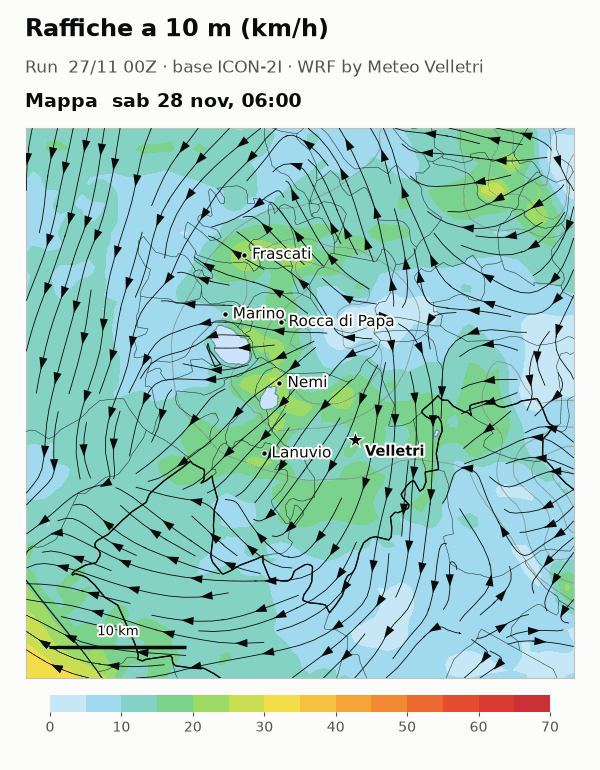 Raffiche a 10 m (km/h)
Run  27/11 00Z · base ICON-2I · WRF by Meteo Velletri
Mappa  sab 28 nov, 06:00
Frascati
Marino
Rocca di Papa
Nemi
Velletri
Lanuvio
10 km
0 10 20 30 40 50 60 70